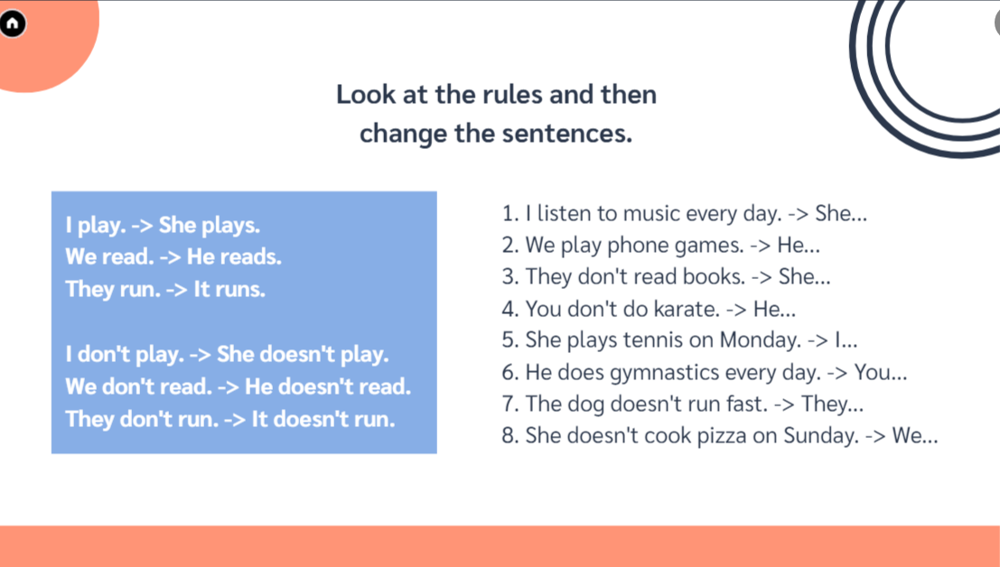 Look at the rules and then
change the sentences.
I play. -> She plays.
We read. -> He reads.
They run. -> It runs.
I don't play. -> She doesn't play.
We don't read. -> He doesn't read.
They don't run. -> It doesn't run.
1. I listen to music every day. -> She...
2. We play phone games. -> He...
3. They don't read books. -> She...
4. You don't do karate. -> He...
5. She plays tennis on Monday. -> I...
6. He does gymnastics every day. -> You...
7. The dog doesn't run fast. -> They...
8. She doesn't cook pizza on Sunday. -> We...